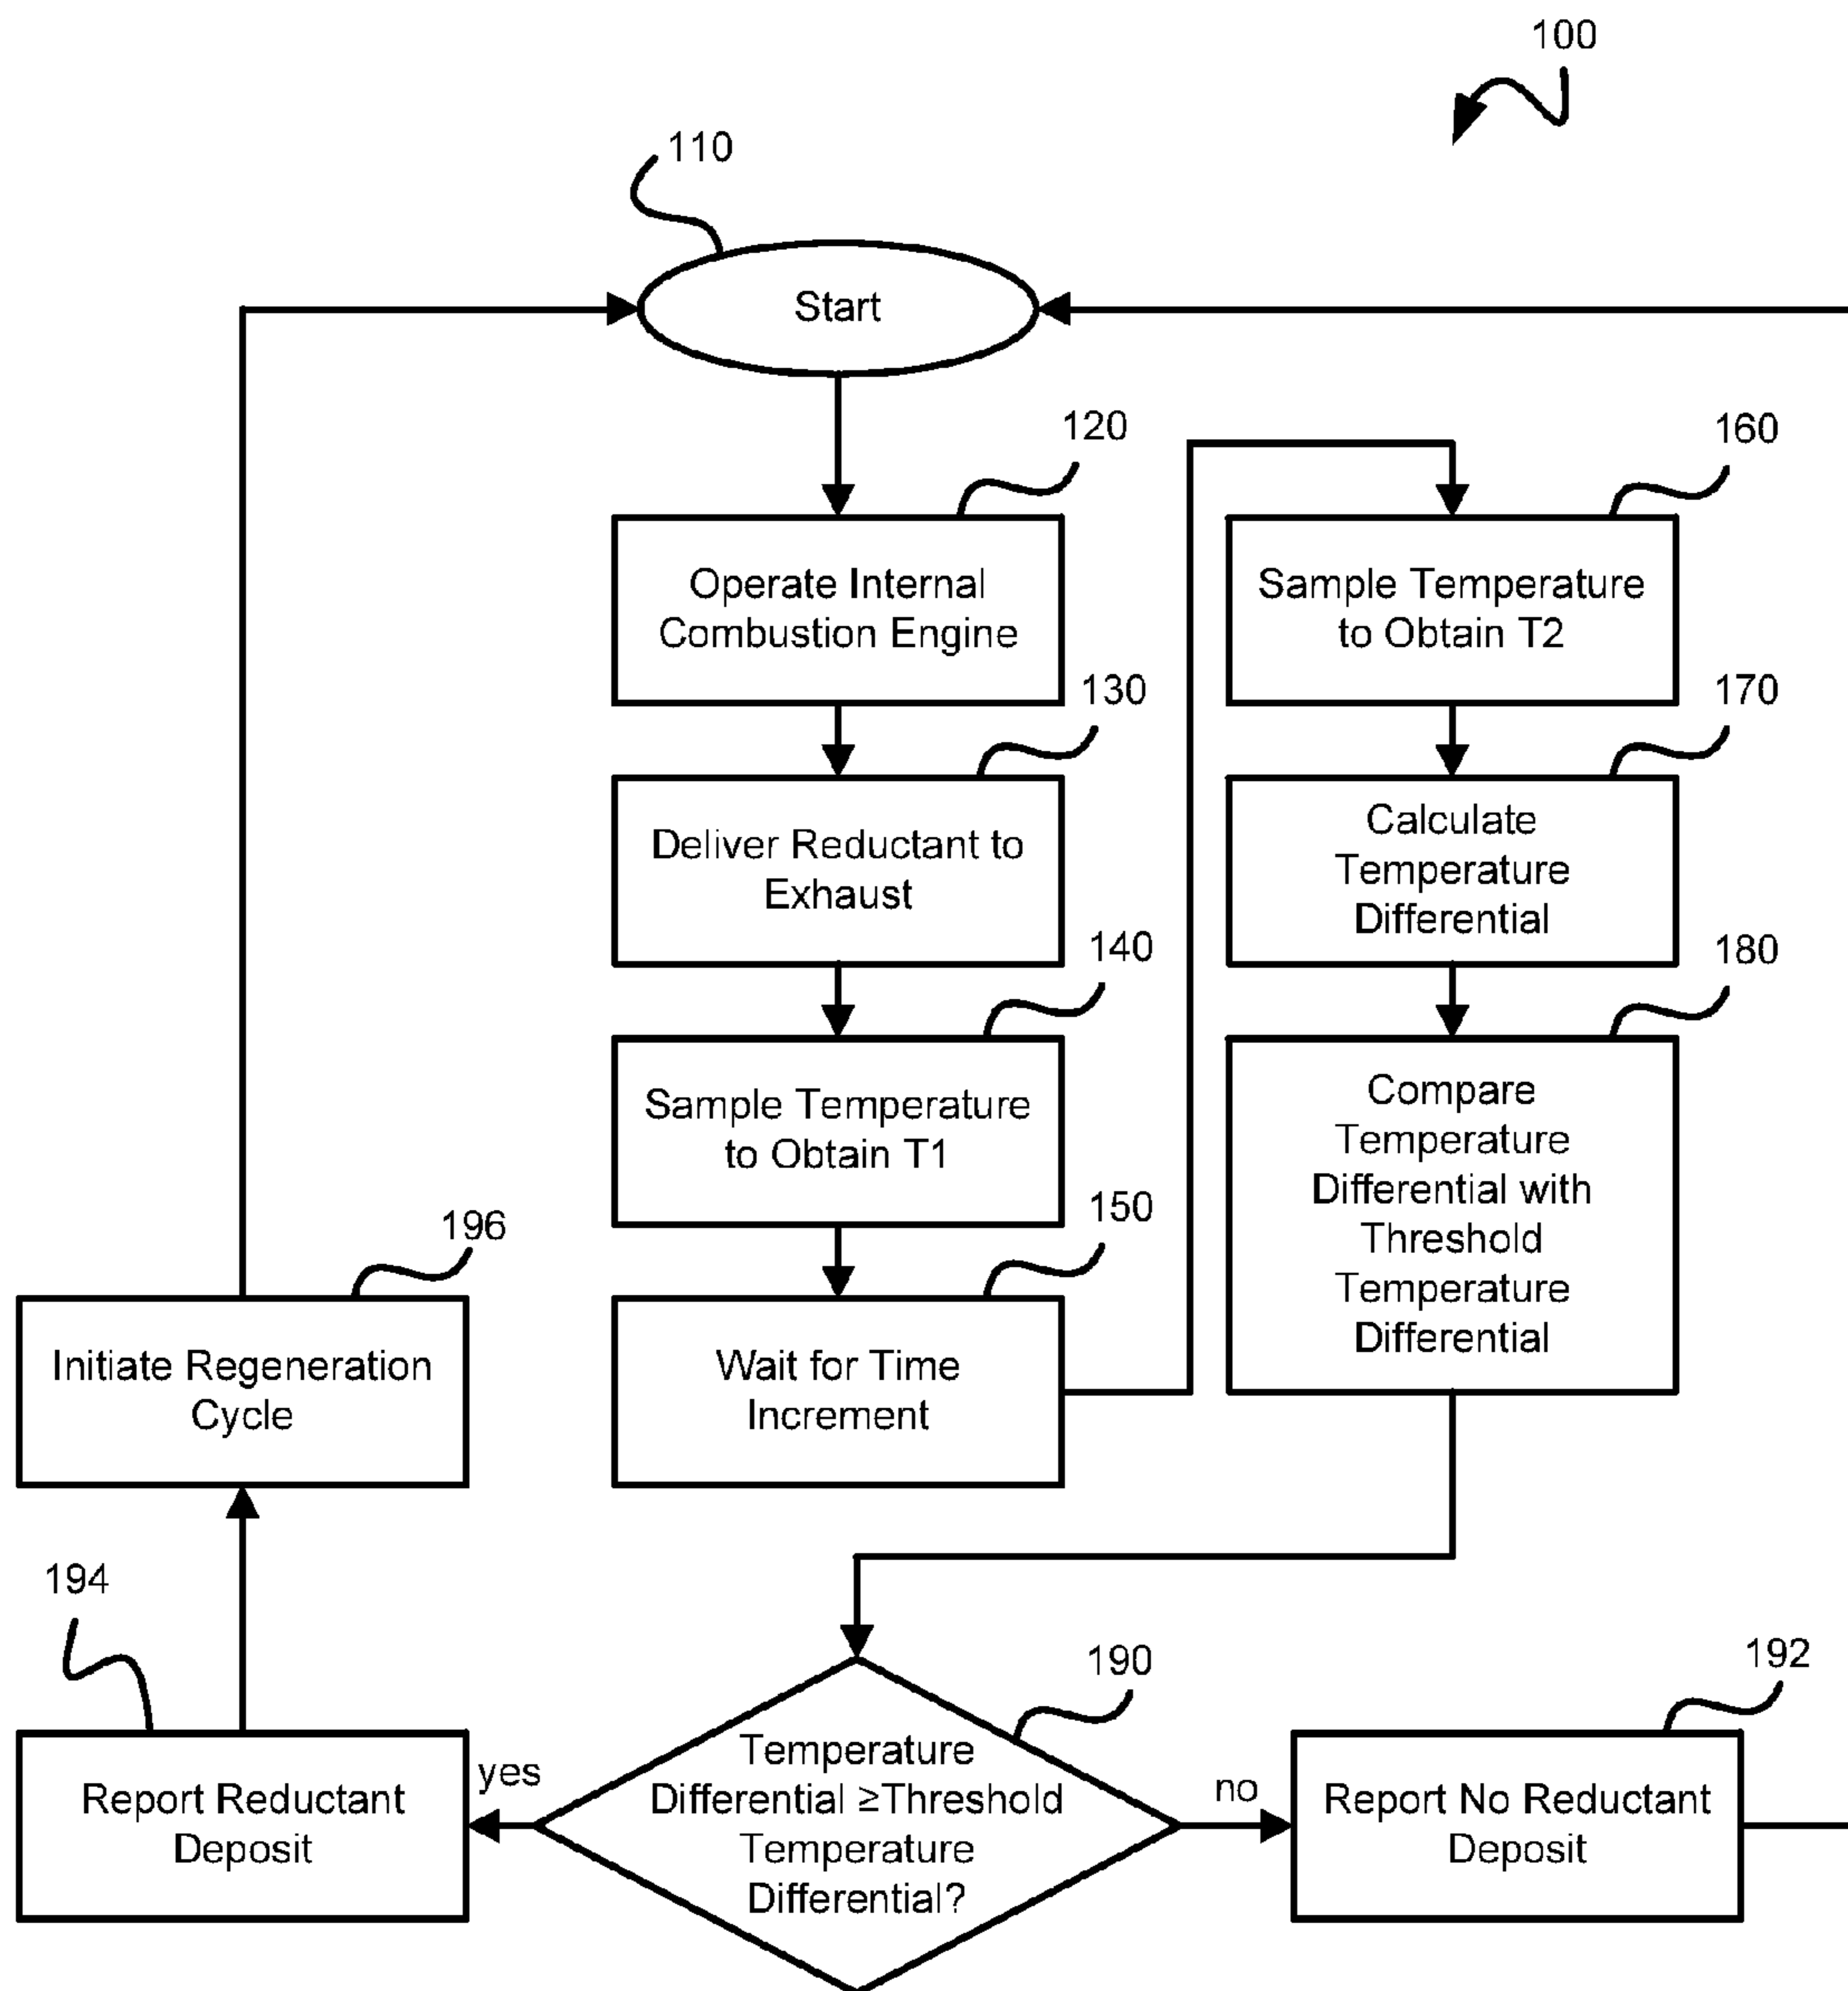 100
110
Start
120
Operate Internal
Combustion Engine
130
Deliver Reductant to
Exhaust
140
Sample Temperature
to Obtain T1
150
Wait for Time
Increment
160
Sample Temperature
to Obtain T2
170
Calculate
Temperature
Differential
180
Compare
Temperature
Differential with
Threshold
Temperature
Differential
190
Temperature
Differential ≥Threshold
Temperature
Differential?
yes
no
192
Report No Reductant
Deposit
194
Report Reductant
Deposit
196
Initiate Regeneration
Cycle